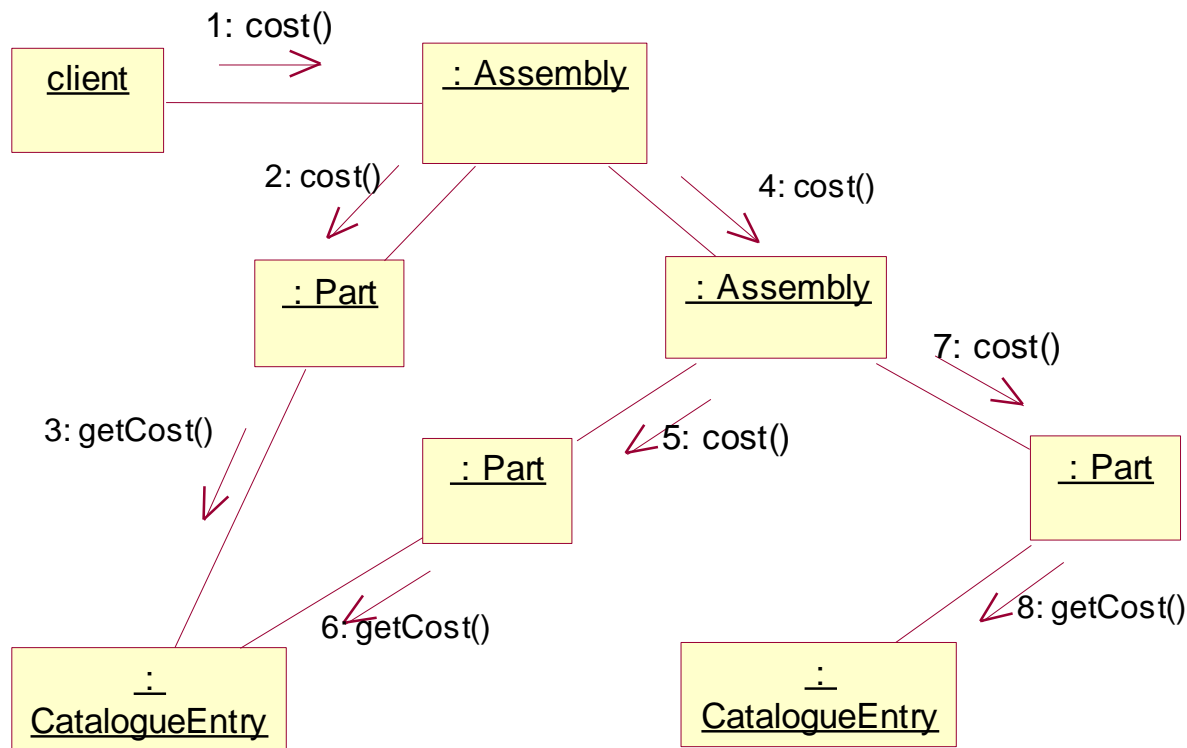 1: cost()
client
: Assembly
2: cost()
4: cost()
: Part
: Assembly
7: cost()
3: getCost()
5: cost()
: Part
: Part
6: getCost()
8: getCost()
:
CatalogueEntry
:
CatalogueEntry